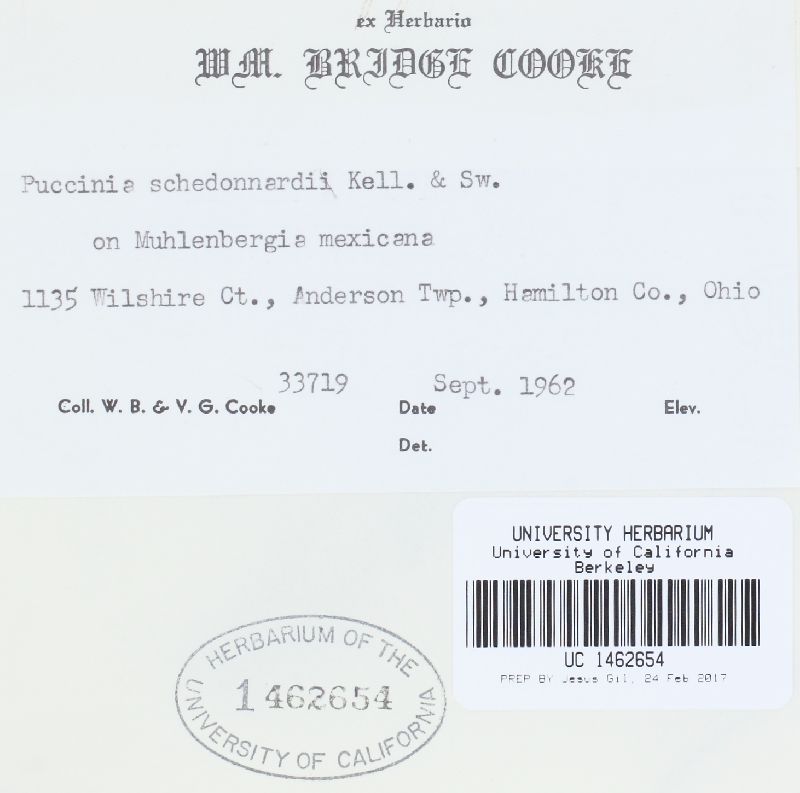 ex Herbario
WM. BRIDGE COOKE
Puccinia schedonnardii Kell. & Sw.
on Muhlenbergia mexicana
1135 Wilshire Ct., Anderson Twp., Hamilton Co., Ohio
33719 Sept. 1962
Coll. W. B. & V. G. Cooke Date Elev.
Det.
UNIVERSITY HERBARIUM
University of California
Berkeley
UC 1462654
PREP BY Jesus Gil, 24 Feb 2017
HERBARIUM OF THE
1462654
UNIVERSITY OF CALIFORNIA